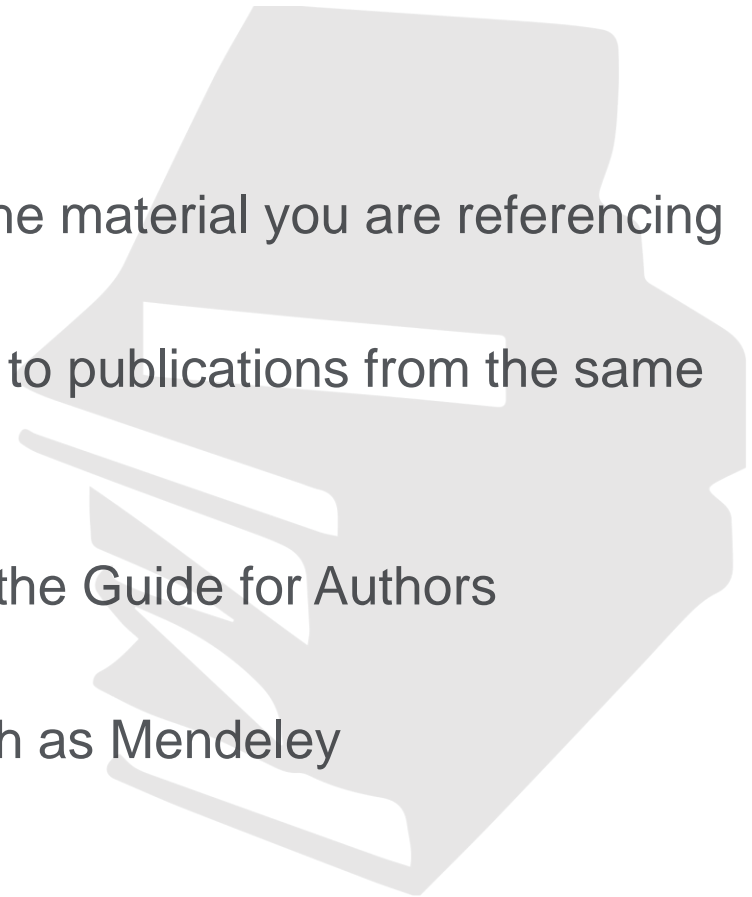 he material you are referencing
to publications from the same
the Guide for Authors
h as Mendeley